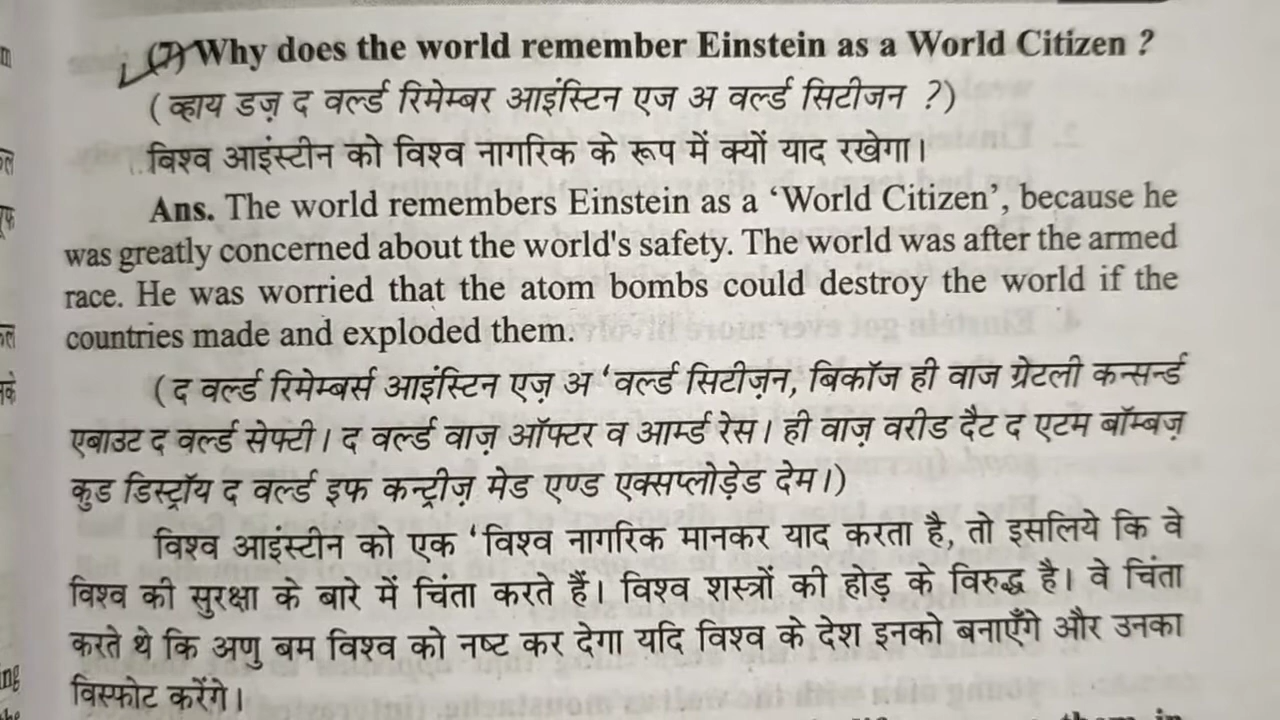 (7) Why does the world remember Einstein as a World Citizen ?
( व्हाय डज़ द वर्ल्ड रिमेम्बर आइंस्टिन एज अ वर्ल्ड सिटीजन ?)
विश्व आइंस्टीन को विश्व नागरिक के रूप में क्यों याद रखेगा।
Ans. The world remembers Einstein as a ‘World Citizen’, because he
was greatly concerned about the world's safety. The world was after the armed
race. He was worried that the atom bombs could destroy the world if the
countries made and exploded them.
( द वर्ल्ड रिमेम्बर्स आइंस्टिन एज़ अ ‘वर्ल्ड सिटीज़न, बिकॉज ही वाज ग्रेटली कन्सर्न्ड
एबाउट द वर्ल्ड सेफ्टी। द वर्ल्ड वाज़ ऑफ्टर व आर्म्ड रेस। ही वाज़ वरीड दैट द एटम बॉम्बज़
कुड डिस्ट्रॉय द वर्ल्ड इफ कन्ट्रीज़ मेड एण्ड एक्सप्लोड़ेड देम।)
विश्व आइंस्टीन को एक ‘विश्व नागरिक मानकर याद करता है, तो इसलिये कि वे
विश्व की सुरक्षा के बारे में चिंता करते हैं। विश्व शस्त्रों की होड़ के विरुद्ध है। वे चिंता
करते थे कि अणु बम विश्व को नष्ट कर देगा यदि विश्व के देश इनको बनाएँगे और उनका
विस्फोट करेंगे।